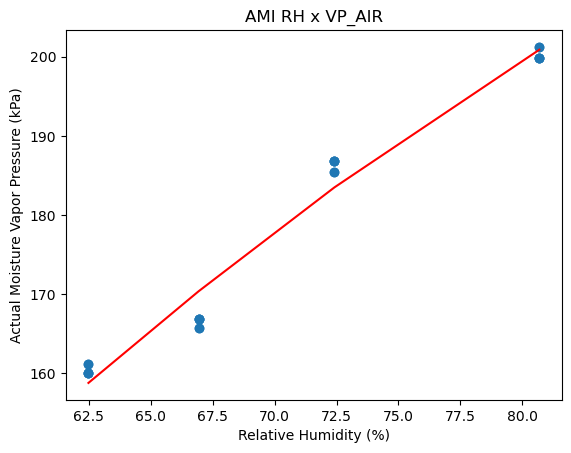 AMI RH x VP_AIR
Actual Moisture Vapor Pressure (kPa)
200
190
180
170
160
62.5 65.0 67.5 70.0 72.5 75.0 77.5 80.0
Relative Humidity (%)